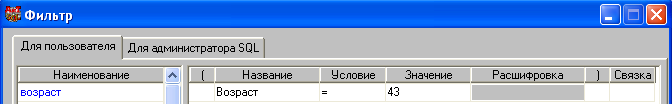 Фильтр
Для пользователя Для администратора SQL
Наименование ( Название Условие Значение Расшифровка ) Связка
возраст Возраст = 43